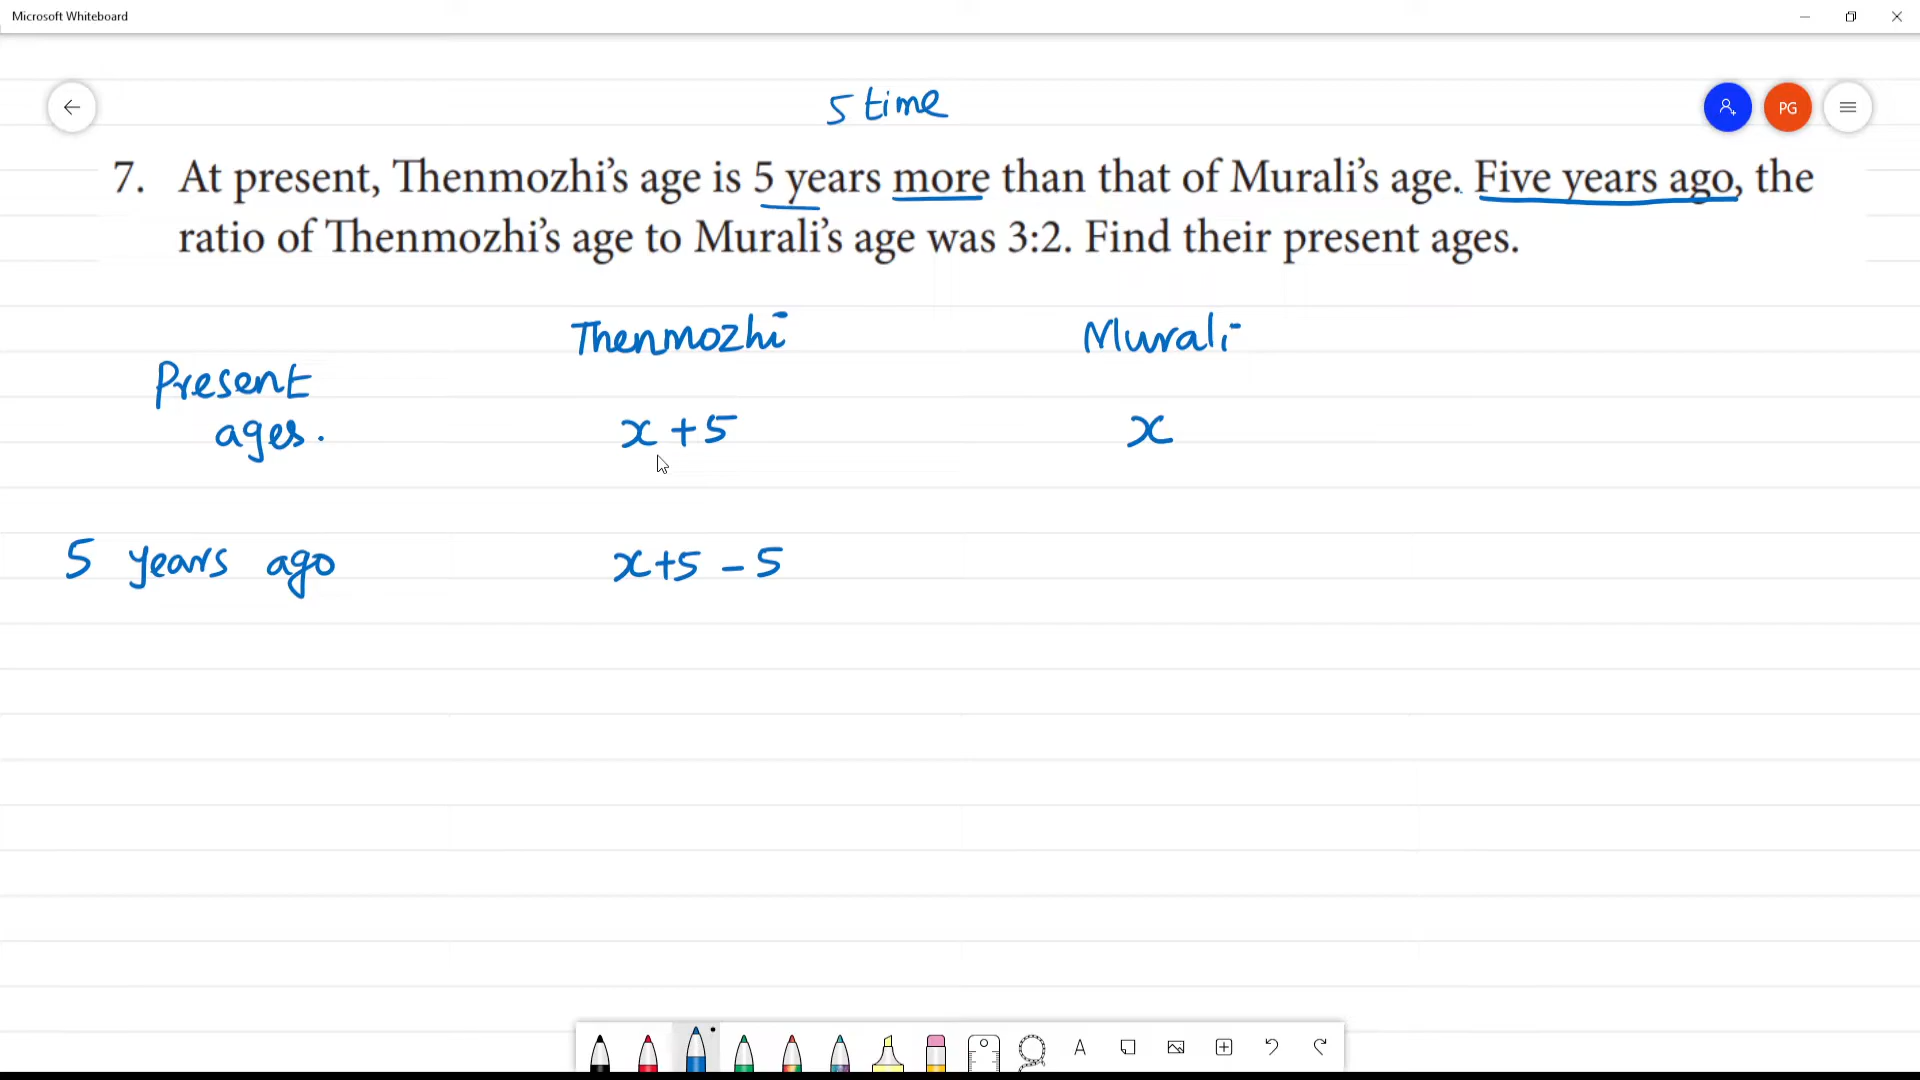 Microsoft Whiteboard
5 time
PG
7. At present, Thenmozhi's age is 5 years more than that of Murali's age. Five years ago, the
ratio of Thenmozhi's age to Murali's age was 3:2. Find their present ages.
Thenmozhi Murali
Present
ages. x+5 x
5 years ago x+5-5
A